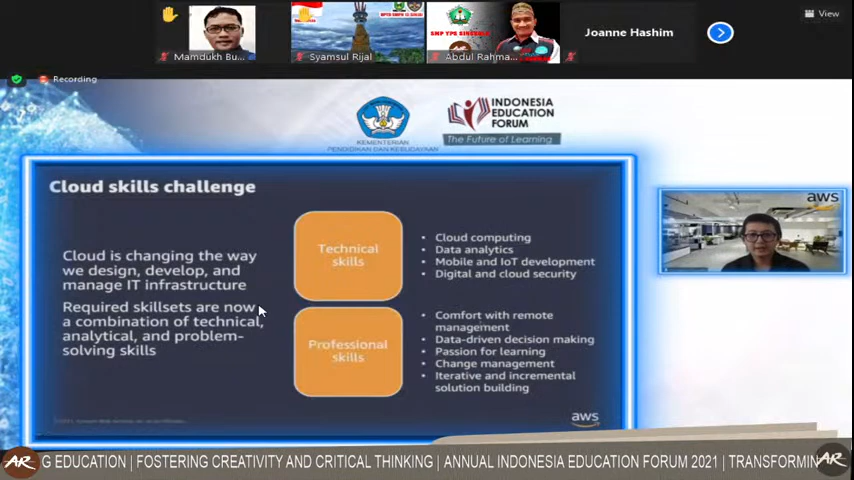 Mamdukh Bu...
Syamsul Rijal
SMP YPS SINGKOLE
Abdul Rahma...
Joanne Hashim
View
Recording
KEMENTERIAN
PENDIDIKAN DAN KEBUDAYAAN
INDONESIA
EDUCATION
FORUM
The Future of Learning
aws
Cloud skills challenge
Cloud is changing the way
we design, develop, and
manage IT infrastructure
Required skillsets are now
a combination of technical,
analytical, and problem-
solving skills
Technical
skills
• Cloud computing
• Data analytics
• Mobile and IoT development
• Digital and cloud security
Professional
skills
• Comfort with remote
management
• Data-driven decision making
• Passion for learning
• Change management
• Iterative and incremental
solution building
aws
AR G EDUCATION | FOSTERING CREATIVITY AND CRITICAL THINKING | ANNUAL INDONESIA EDUCATION FORUM 2021 | TRANSFORMIN AR